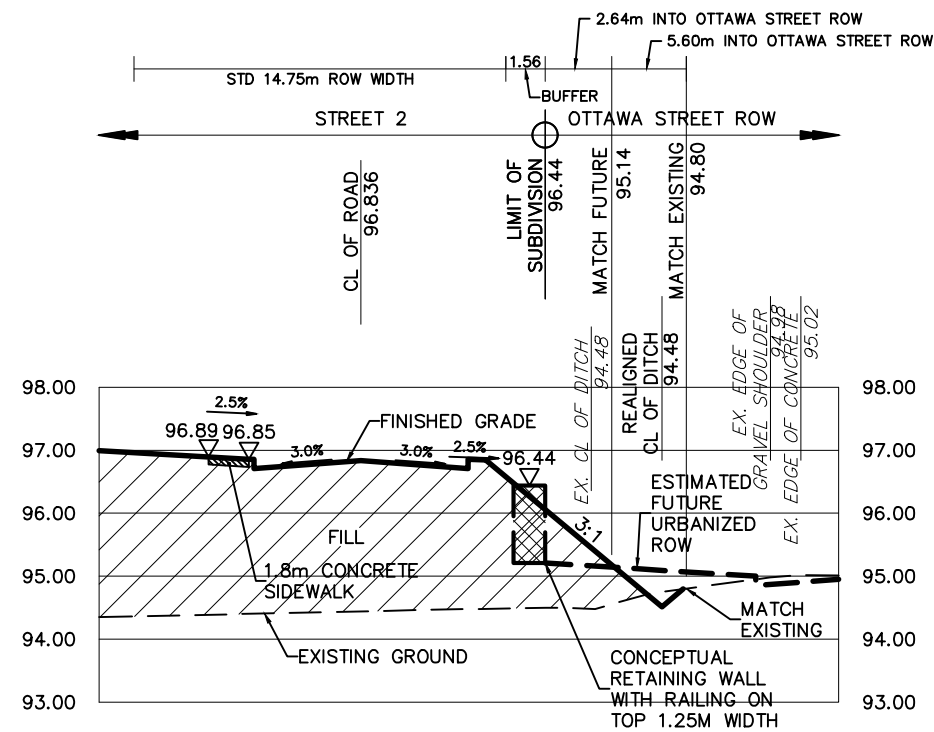 2.64m INTO OTTAWA STREET ROW
5.60m INTO OTTAWA STREET ROW
1.56
STD 14.75m ROW WIDTH
BUFFER
STREET 2
OTTAWA STREET ROW
CL OF ROAD
96.836
LIMIT OF
SUBDIVISION
96.44
MATCH FUTURE
95.14
MATCH EXISTING
94.80
EX. CL OF DITCH
94.48
REALIGNED
CL OF DITCH
94.48
EX. EDGE OF
GRAVEL SHOULDER
94.98
EX. EDGE OF CONCRETE
95.02
98.00
98.00
2.5%
FINISHED GRADE
96.89
96.85
97.00
97.00
3.0%
3.0%
2.5%
96.44
ESTIMATED
FUTURE
URBANIZED
ROW
96.00
96.00
FILL
3:1
95.00
95.00
1.8m CONCRETE
SIDEWALK
MATCH
EXISTING
94.00
94.00
EXISTING GROUND
CONCEPTUAL
RETAINING WALL
WITH RAILING ON
TOP 1.25M WIDTH
93.00
93.00